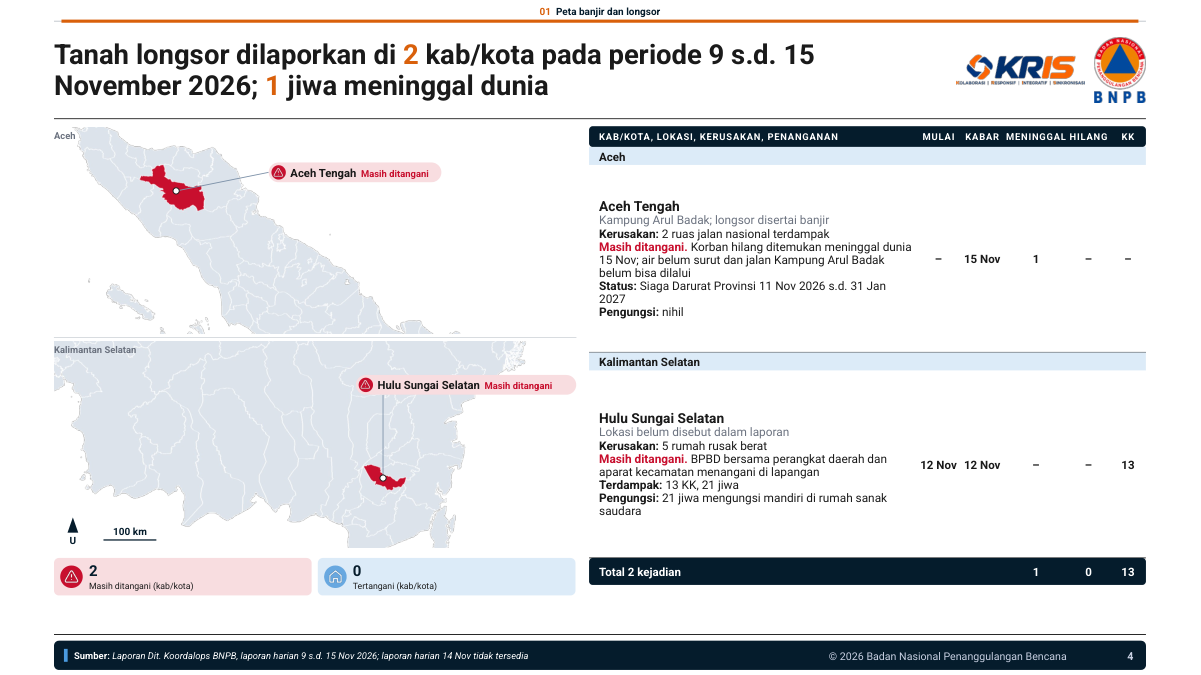 01 Peta banjir dan longsor
Tanah longsor dilaporkan di 2 kab/kota pada periode 9 s.d. 15
November 2026; 1 jiwa meninggal dunia
KRIS
KOLABORASI | RESPONSIF | INTEGRATIF | SINKRONISASI
BNPB
Aceh
Aceh Tengah Masih ditangani
Kalimantan Selatan
Hulu Sungai Selatan Masih ditangani
U
100 km
2
Masih ditangani (kab/kota)
0
Tertangani (kab/kota)
KAB/KOTA, LOKASI, KERUSAKAN, PENANGANAN MULAI KABAR MENINGGAL HILANG KK
Aceh
Aceh Tengah
Kampung Arul Badak; longsor disertai banjir
Kerusakan: 2 ruas jalan nasional terdampak
Masih ditangani. Korban hilang ditemukan meninggal dunia
15 Nov; air belum surut dan jalan Kampung Arul Badak
belum bisa dilalui
Status: Siaga Darurat Provinsi 11 Nov 2026 s.d. 31 Jan
2027
Pengungsi: nihil
– 15 Nov 1 – –
Kalimantan Selatan
Hulu Sungai Selatan
Lokasi belum disebut dalam laporan
Kerusakan: 5 rumah rusak berat
Masih ditangani. BPBD bersama perangkat daerah dan
aparat kecamatan menangani di lapangan
Terdampak: 13 KK, 21 jiwa
Pengungsi: 21 jiwa mengungsi mandiri di rumah sanak
saudara
12 Nov 12 Nov – – 13
Total 2 kejadian 1 0 13
Sumber: Laporan Dit. Koordalops BNPB, laporan harian 9 s.d. 15 Nov 2026; laporan harian 14 Nov tidak tersedia
© 2026 Badan Nasional Penanggulangan Bencana 4